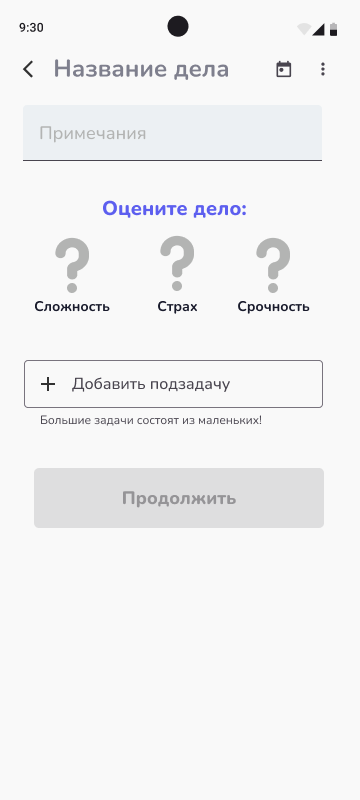 9:30
Название дела
Примечания
Оцените дело:
? ? ?
Сложность Страх Срочность
+ Добавить подзадачу
Большие задачи состоят из маленьких!
Продолжить